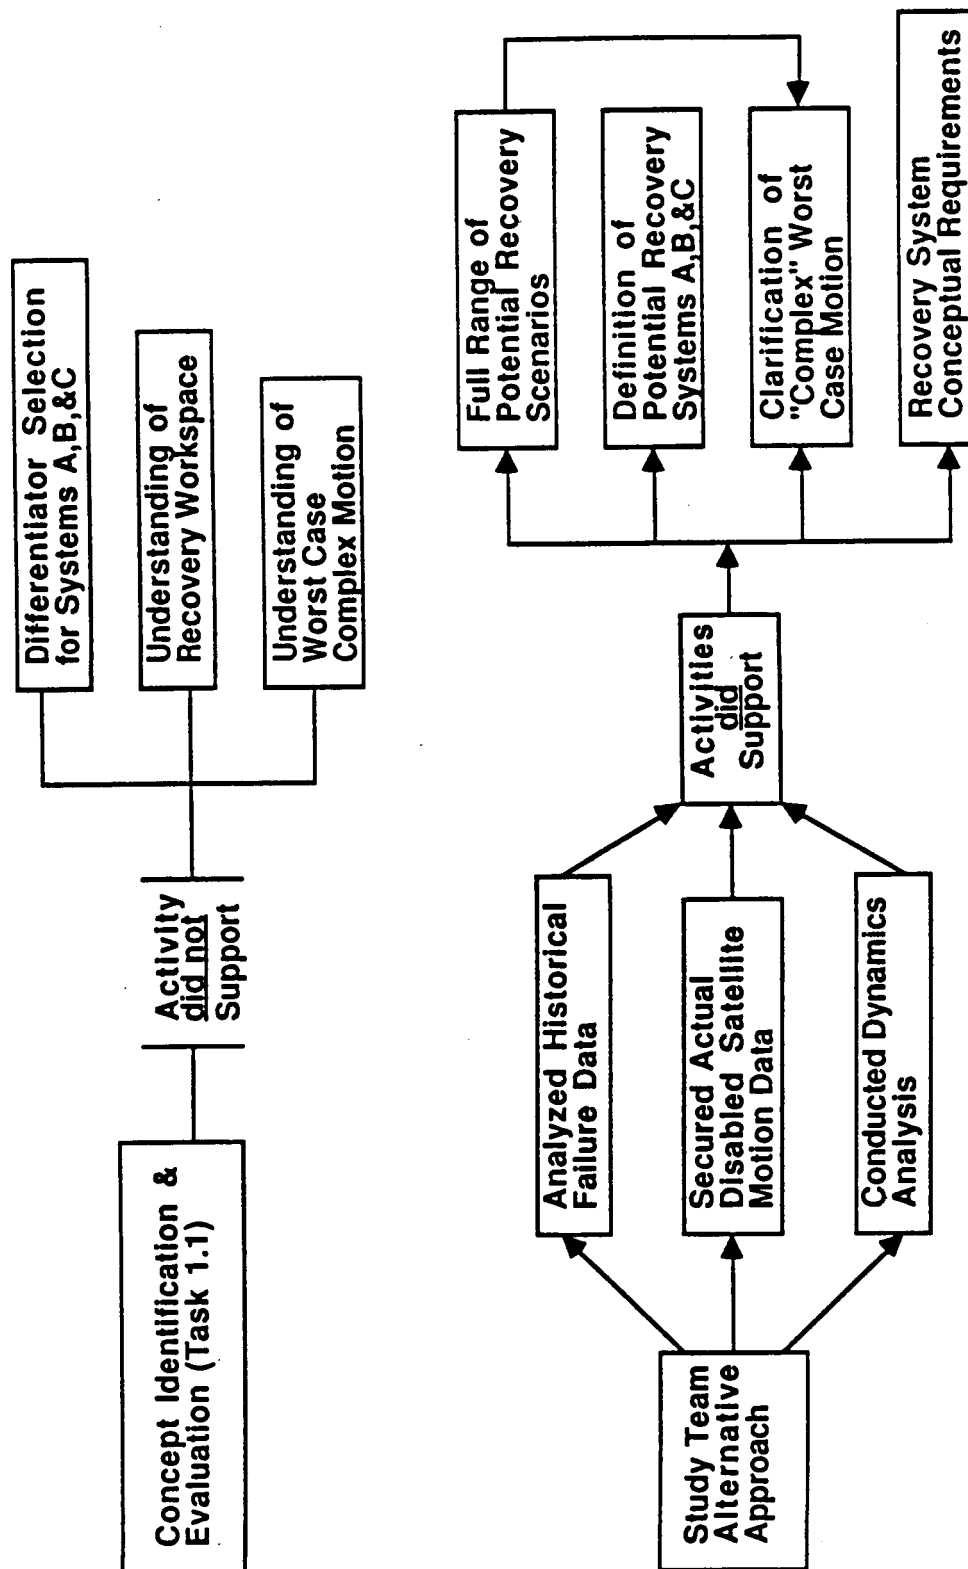 Concept Identification &
Evaluation (Task 1.1)
Activity
did not
Support
Differentiator Selection
for Systems A,B,&C
Understanding of
Recovery Workspace
Understanding of
Worst Case
Complex Motion
Study Team
Alternative
Approach
Analyzed Historical
Failure Data
Secured Actual
Disabled Satellite
Motion Data
Conducted Dynamics
Analysis
Activities
did
Support
Full Range of
Potential Recovery
Scenarios
Definition of
Potential Recovery
Systems A,B,&C
Clarification of
"Complex" Worst
Case Motion
Recovery System
Conceptual Requirements